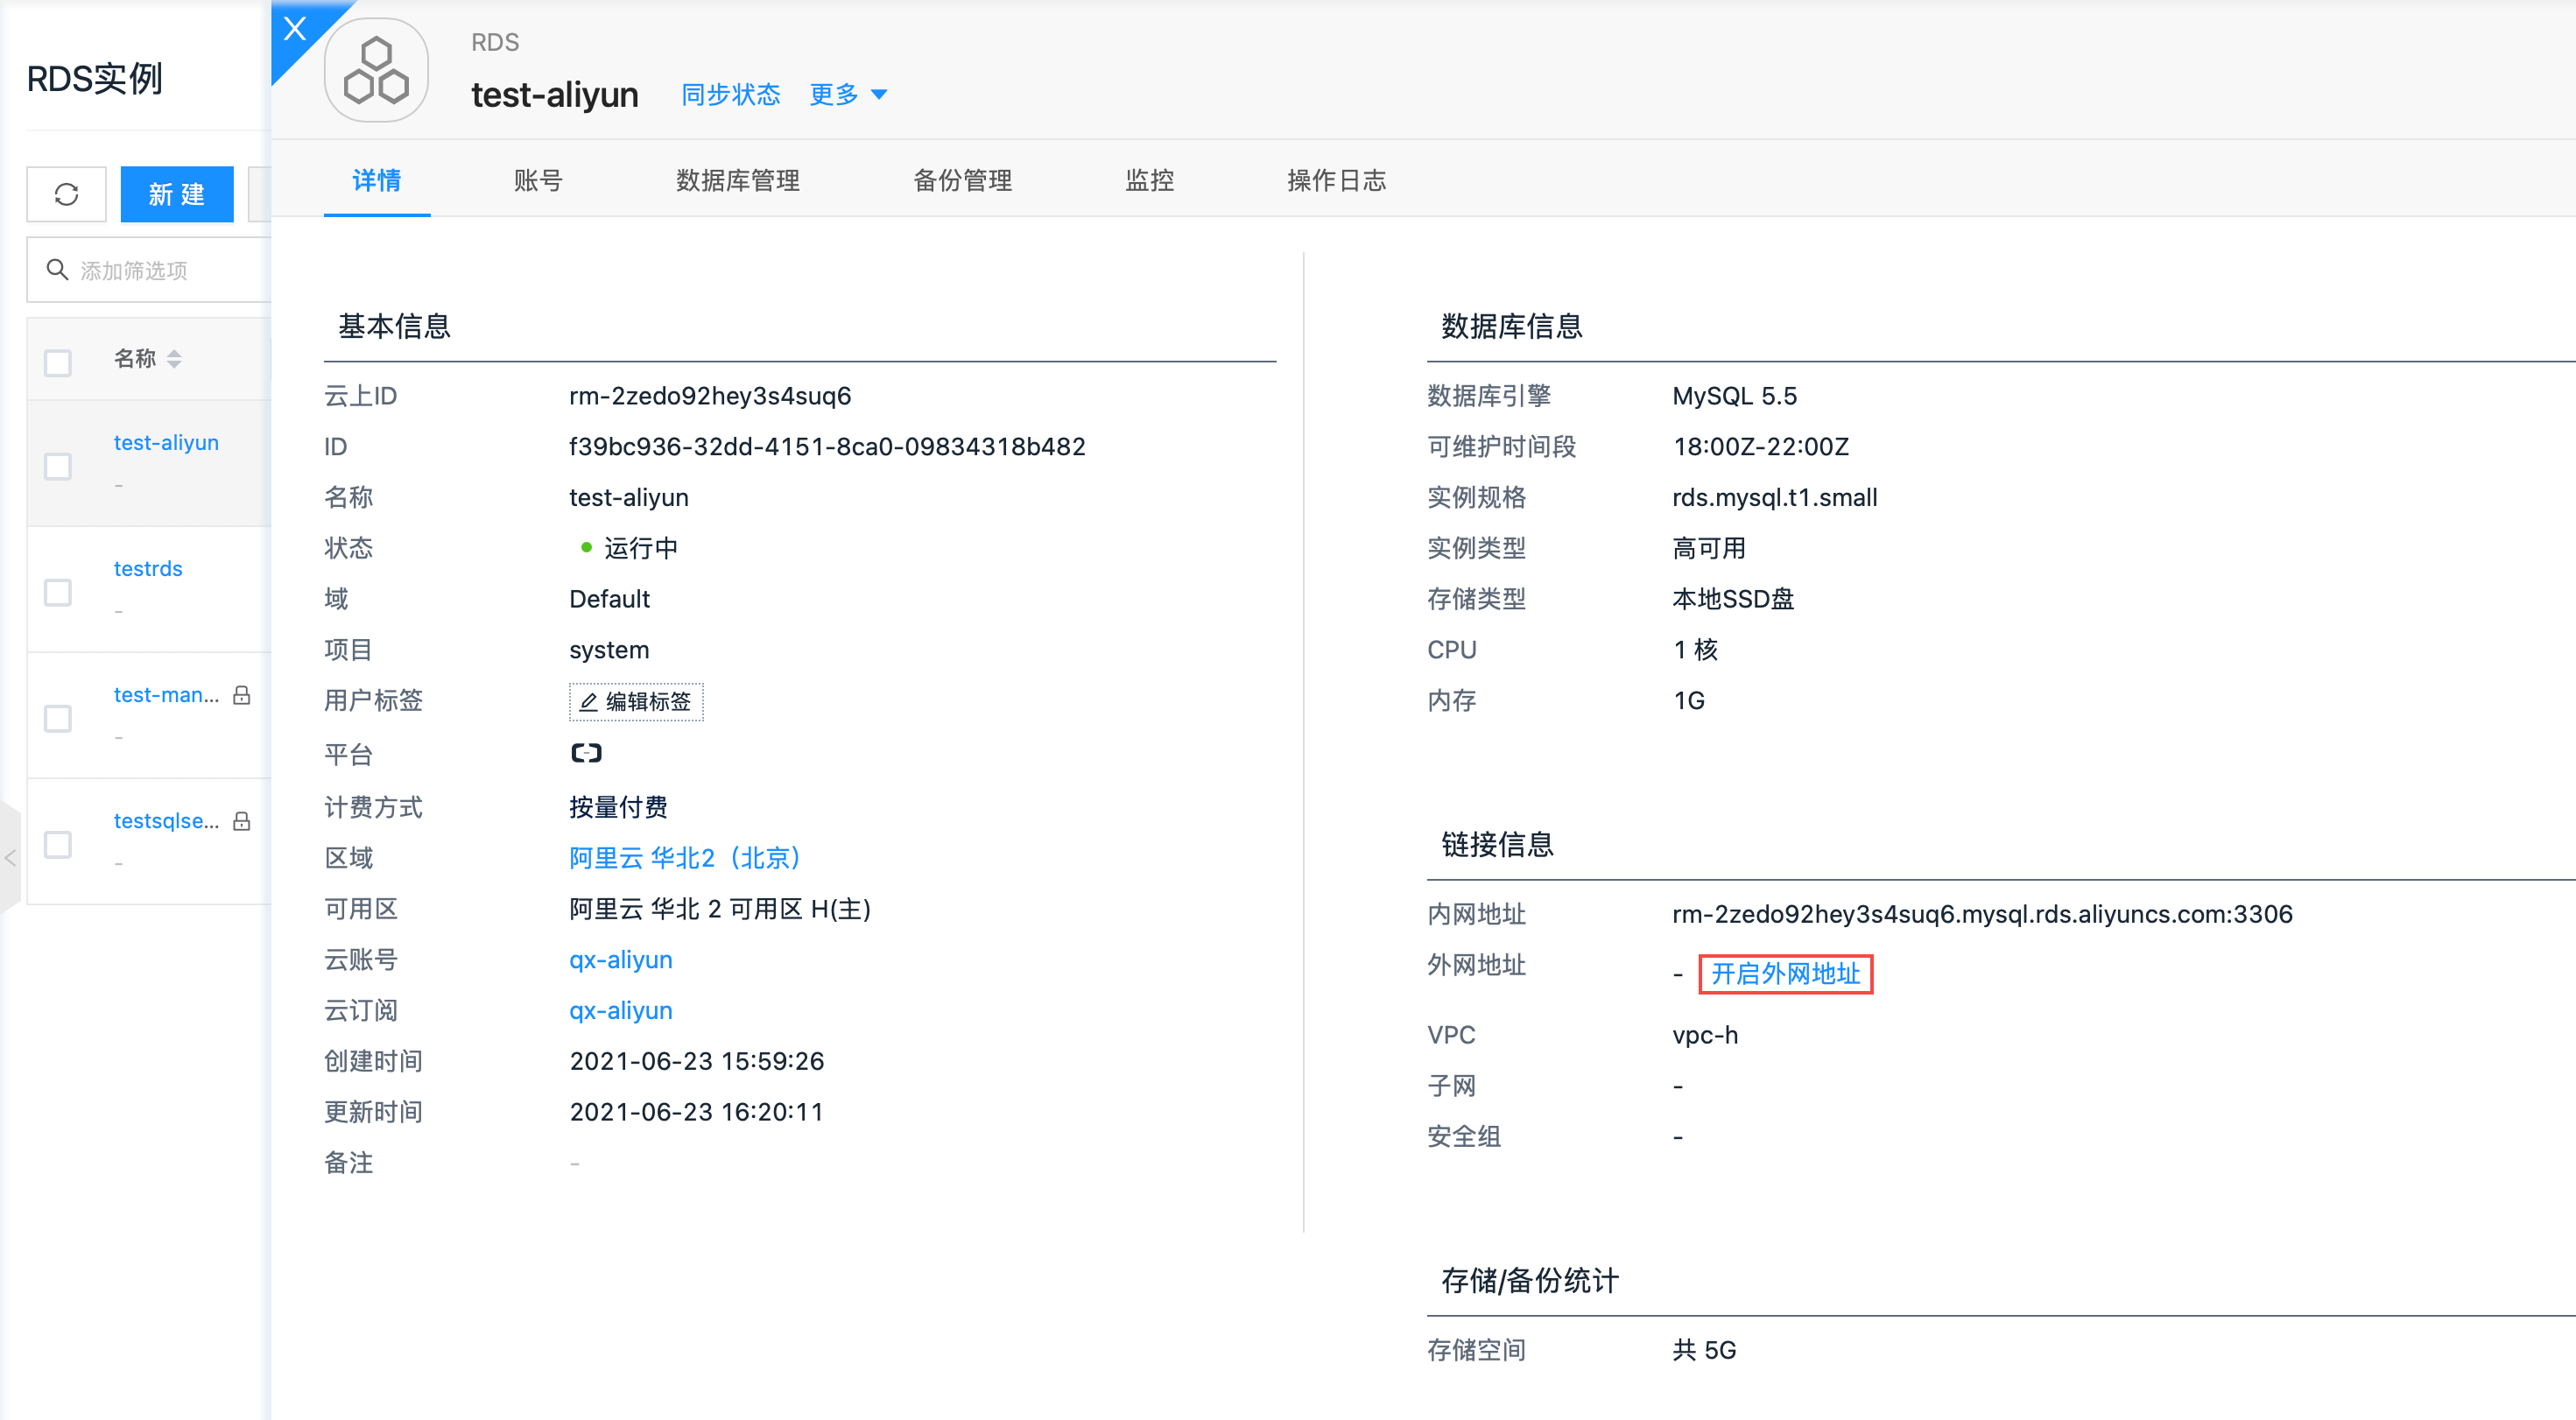 RDS实例
新 建
添加筛选项
名称
test-aliyun
-
testrds
-
test-man...
-
testsqlse...
-
RDS
test-aliyun 同步状态 更多
详情 账号 数据库管理 备份管理 监控 操作日志
基本信息
云上ID rm-2zedo92hey3s4suq6
ID f39bc936-32dd-4151-8ca0-09834318b482
名称 test-aliyun
状态 运行中
域 Default
项目 system
用户标签 编辑标签
平台
计费方式 按量付费
区域 阿里云 华北2（北京）
可用区 阿里云 华北 2 可用区 H(主)
云账号 qx-aliyun
云订阅 qx-aliyun
创建时间 2021-06-23 15:59:26
更新时间 2021-06-23 16:20:11
备注 -
数据库信息
数据库引擎 MySQL 5.5
可维护时间段 18:00Z-22:00Z
实例规格 rds.mysql.t1.small
实例类型 高可用
存储类型 本地SSD盘
CPU 1 核
内存 1G
链接信息
内网地址 rm-2zedo92hey3s4suq6.mysql.rds.aliyuncs.com:3306
外网地址 - 开启外网地址
VPC vpc-h
子网 -
安全组 -
存储/备份统计
存储空间 共 5G